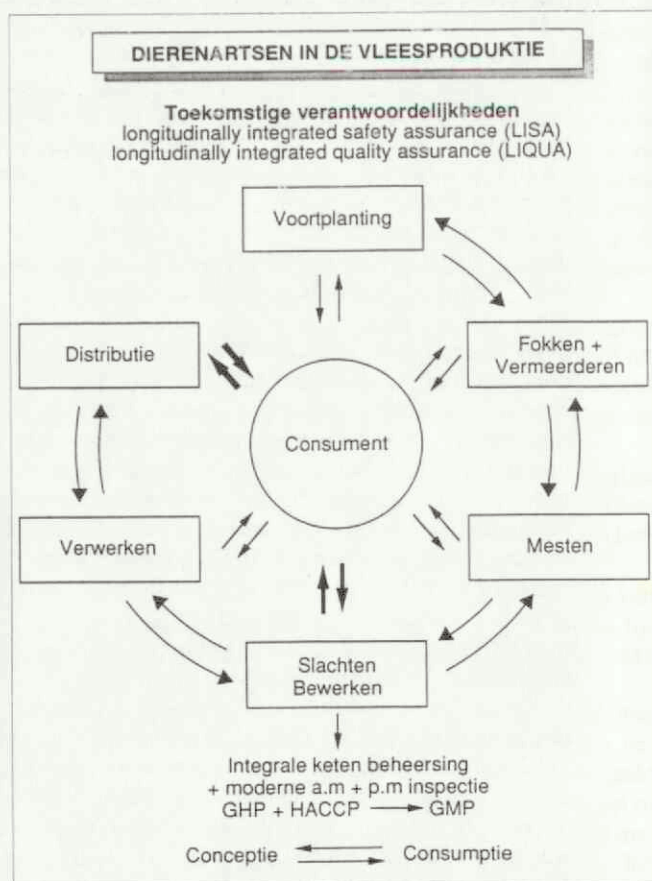 DIERENARTSEN IN DE VLEESPRODUKTIE
Toekomstige verantwoordelijkheden
longitudinally integrated safety assurance (LISA)
longitudinally integrated quality assurance (LIQUA)
Voortplanting
Distributie
Fokken +
Vermeerderen
Consument
Verwerken
Mesten
Slachten
Bewerken
Integrale keten beheersing
+ moderne a.m + p.m inspectie
GHP + HACCP → GMP
Conceptie
Consumptie